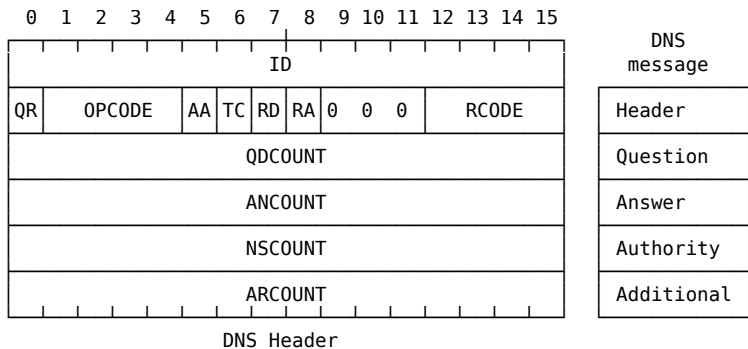 0 1 2 3 4 5 6 7 8 9 10 11 12 13 14 15
ID
QR OPCODE AA TC RD RA 0 0 0 RCODE
QDCOUNT
ANCOUNT
NSCOUNT
ARCOUNT
DNS Header
DNS
message
Header
Question
Answer
Authority
Additional